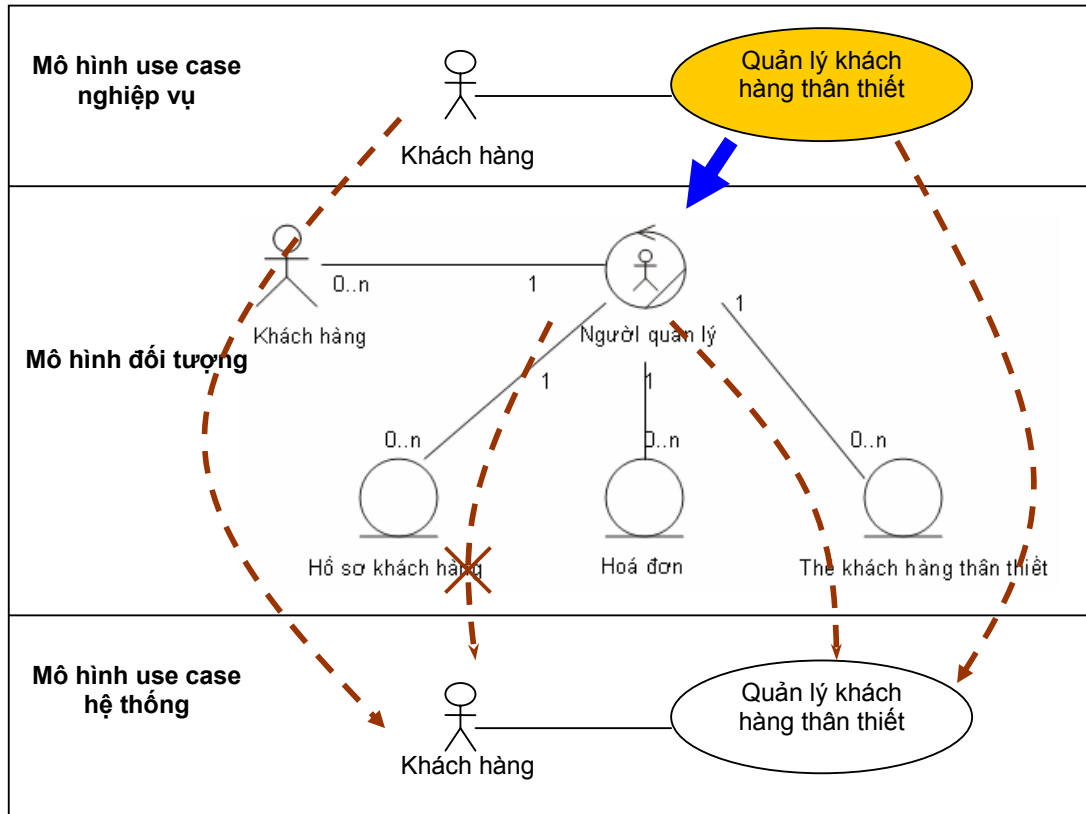 Mô hình use case
nghiệp vụ
Khách hàng
Quản lý khách
hàng thân thiết
Mô hình đối tượng
0..n
1
Khách hàng
Ngườl quản lý
1
1
1
0..n
0..n
0..n
Hồ sơ khách hàng
Hoá đơn
Thẻ khách hàng thân thiết
Mô hình use case
hệ thống
Khách hàng
Quản lý khách
hàng thân thiết